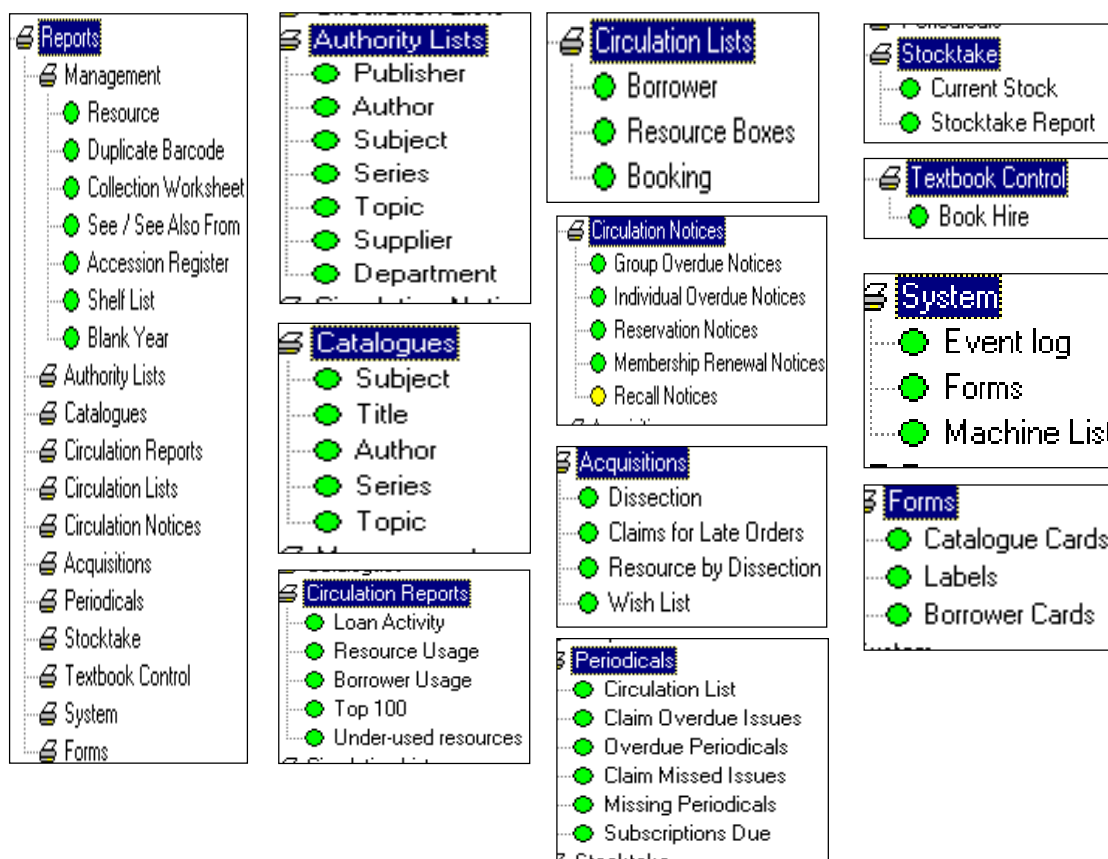 Reports
Management
Resource
Duplicate Barcode
Collection Worksheet
See / See Also From
Accession Register
Shelf List
Blank Year
Authority Lists
Catalogues
Circulation Reports
Circulation Lists
Circulation Notices
Acquisitions
Periodicals
Stocktake
Textbook Control
System
Forms
Authority Lists
Publisher
Author
Subject
Series
Topic
Supplier
Department
Catalogues
Subject
Title
Author
Series
Topic
Circulation Reports
Loan Activity
Resource Usage
Borrower Usage
Top 100
Under-used resources
Circulation Lists
Borrower
Resource Boxes
Booking
Circulation Notices
Group Overdue Notices
Individual Overdue Notices
Reservation Notices
Membership Renewal Notices
Recall Notices
Acquisitions
Dissection
Claims for Late Orders
Resource by Dissection
Wish List
Periodicals
Circulation List
Claim Overdue Issues
Overdue Periodicals
Claim Missed Issues
Missing Periodicals
Subscriptions Due
Stocktake
Current Stock
Stocktake Report
Textbook Control
Book Hire
System
Event log
Forms
Machine List
Forms
Catalogue Cards
Labels
Borrower Cards